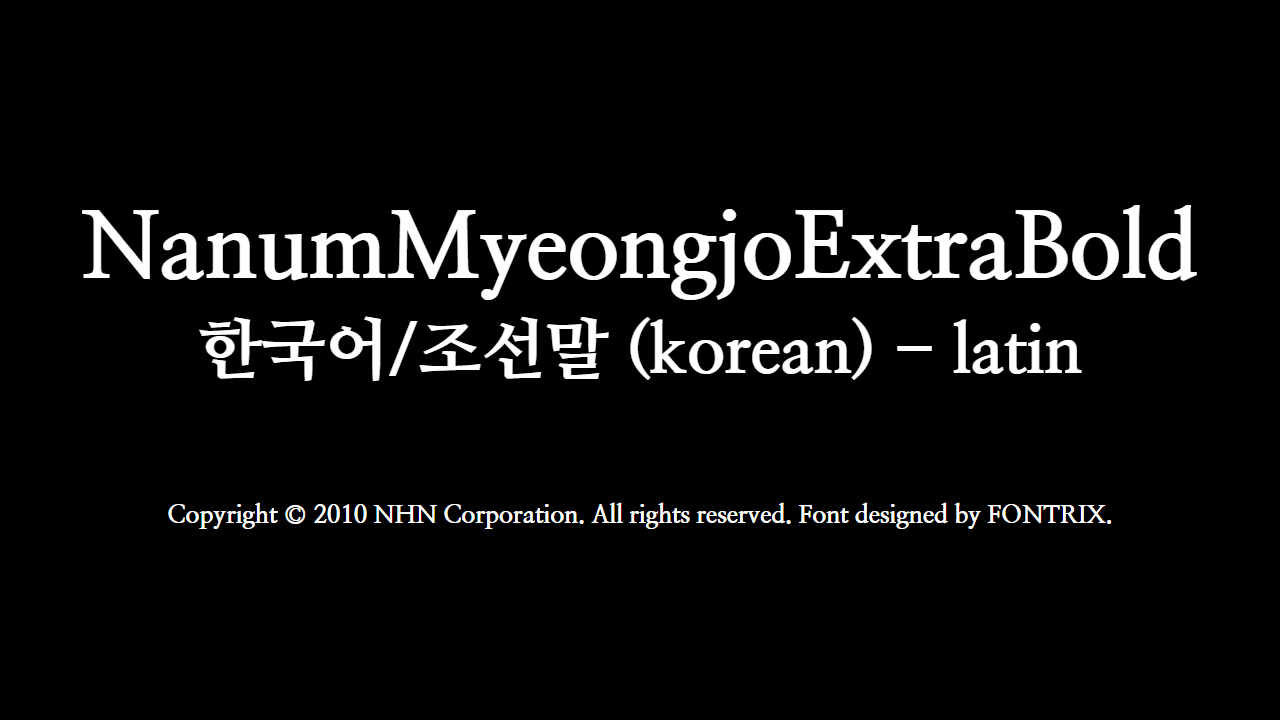 NanumMyeongjoExtraBold
한국어/조선말 (korean) - latin
Copyright © 2010 NHN Corporation. All rights reserved. Font designed by FONTRIX.